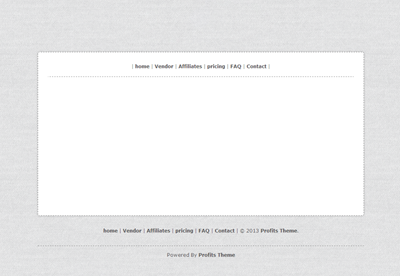 | home | Vendor | Affiliates | pricing | FAQ | Contact |
home | Vendor | Affiliates | pricing | FAQ | Contact | © 2013 Profits Theme.
Powered By Profits Theme